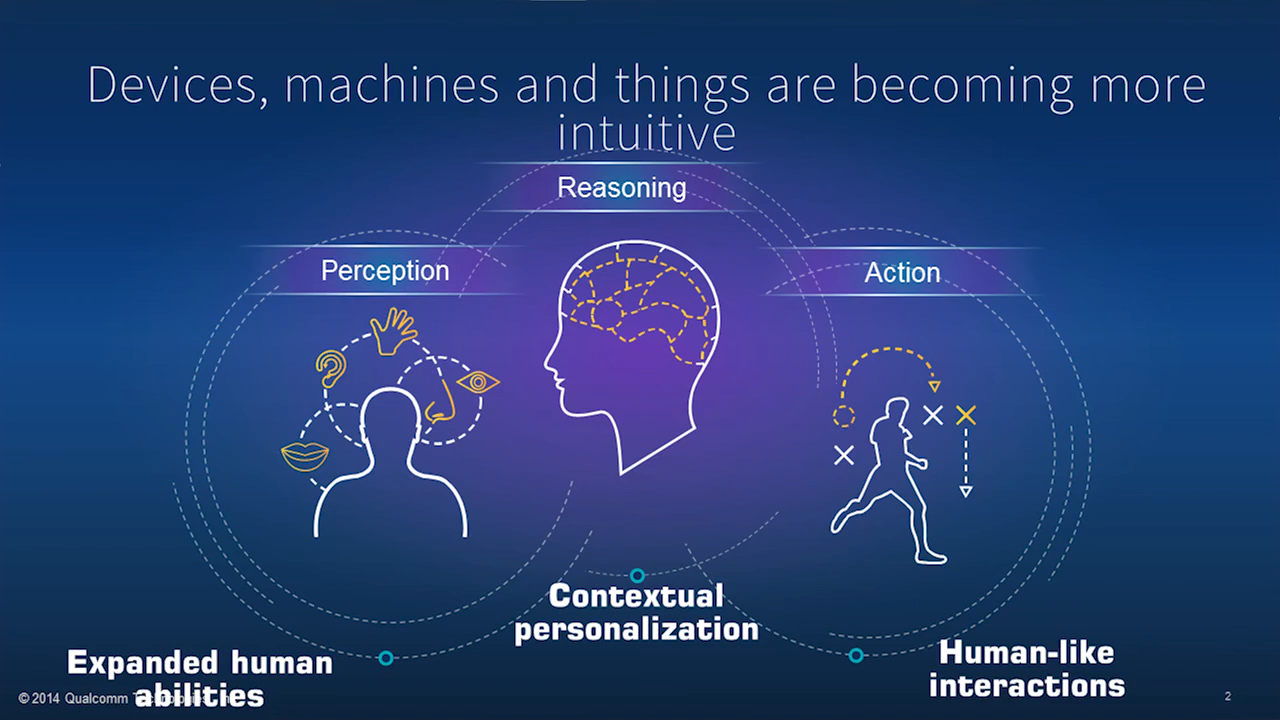 Devices, machines and things are becoming more
intuitive
Reasoning
Perception
Action
Contextual
personalization
Expanded human
abilities
Human-like
interactions
© 2014 Qualcomm
2